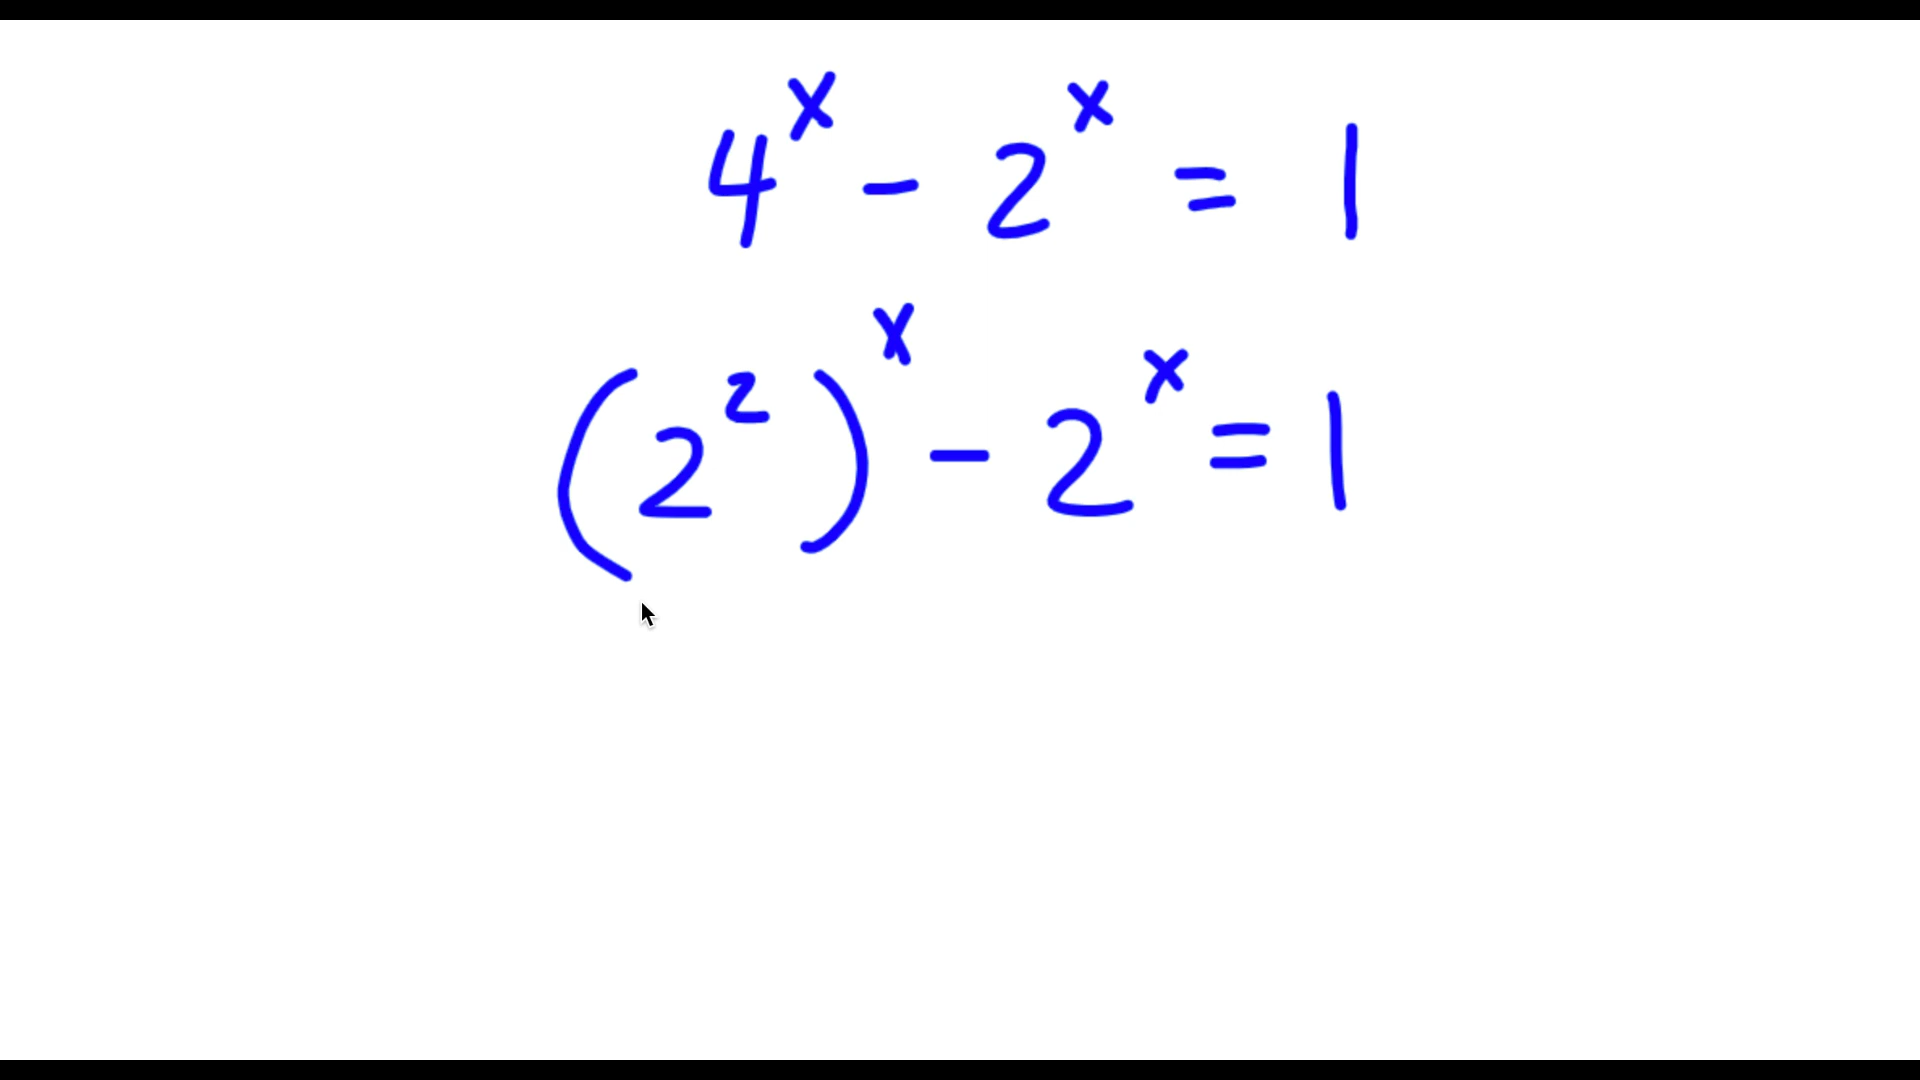 4^x - 2^x = 1
(2^2)^x - 2^x = 1